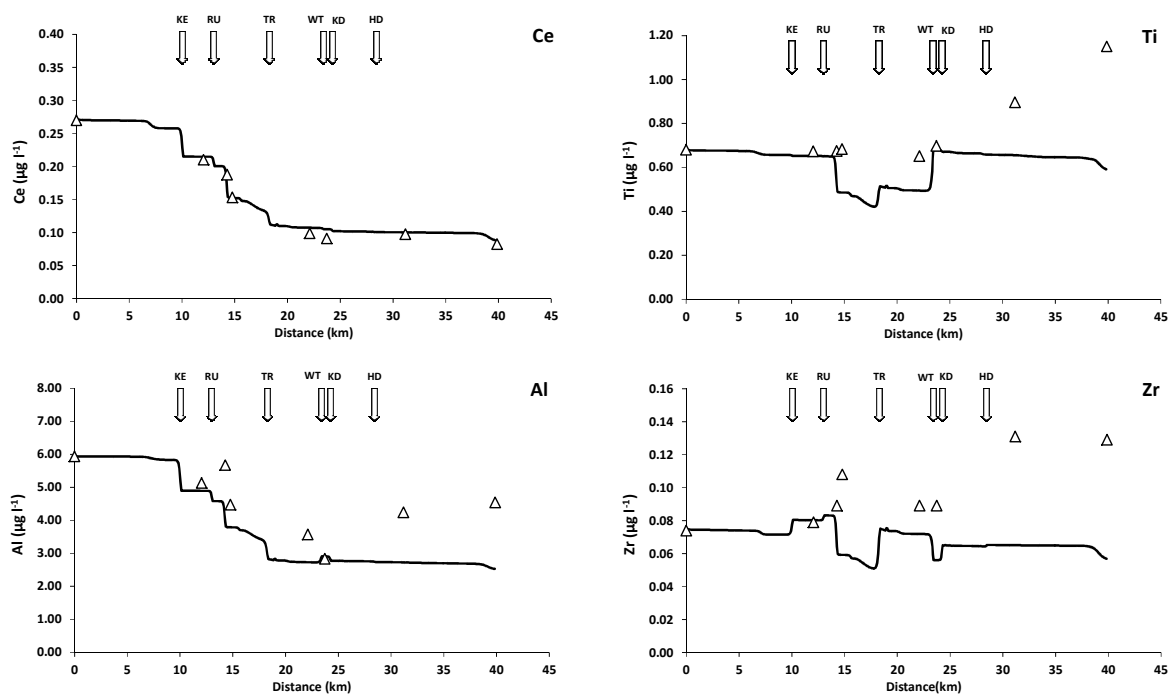 KE RU TR WT KD HD
Ce
0.40
0.35
0.30
0.25
0.20
0.15
0.10
0.05
0.00
Ce (µg l-1)
0 5 10 15 20 25 30 35 40 45
Distance (km)
KE RU TR WT KD HD
Ti
1.20
1.00
0.80
0.60
0.40
0.20
0.00
Ti (µg l-1)
0 5 10 15 20 25 30 35 40 45
Distance (km)
KE RU TR WT KD HD
Al
8.00
7.00
6.00
5.00
4.00
3.00
2.00
1.00
0.00
Al (µg l-1)
0 5 10 15 20 25 30 35 40 45
Distance (km)
KE RU TR WT KD HD
Zr
0.16
0.14
0.12
0.10
0.08
0.06
0.04
0.02
0.00
Zr (µg l-1)
0 5 10 15 20 25 30 35 40 45
Distance(km)